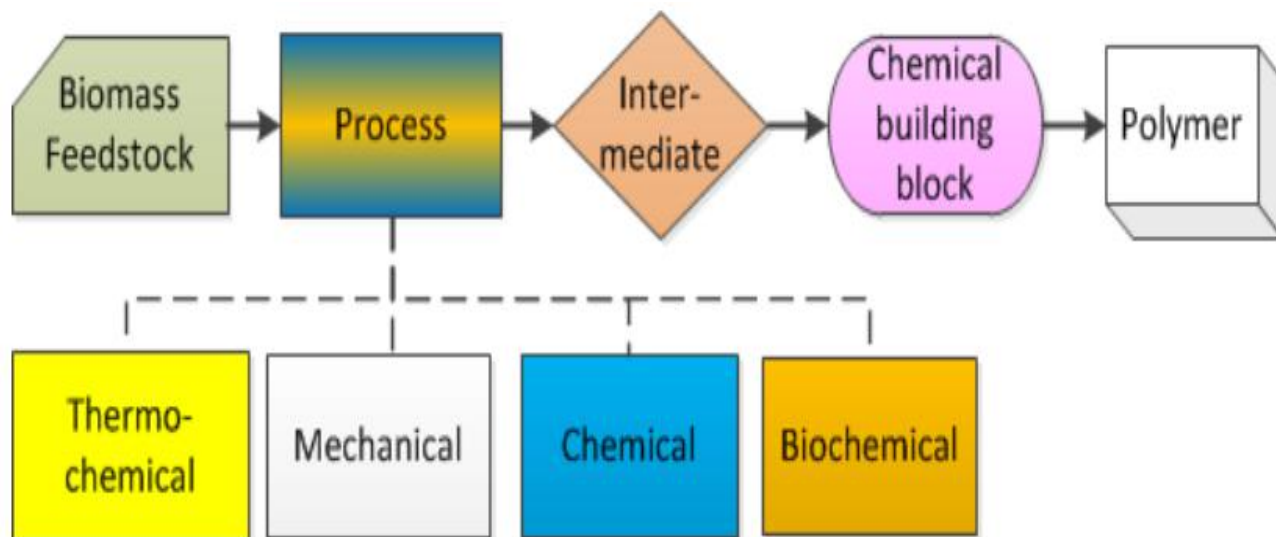 Biomass
Feedstock
Process
Inter-
mediate
Chemical
building
block
Polymer
Thermo-
chemical
Mechanical
Chemical
Biochemical